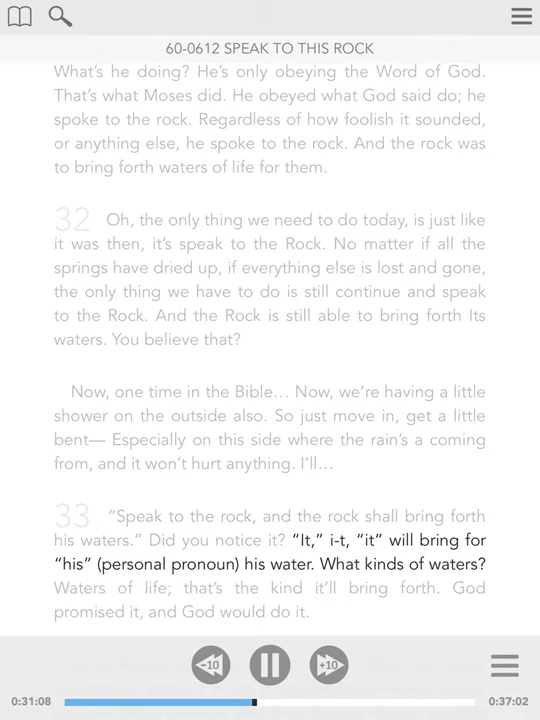 60-0612 SPEAK TO THIS ROCK
What's he doing? He's only obeying the Word of God.
That's what Moses did. He obeyed what God said do; he
spoke to the rock. Regardless of how foolish it sounded,
or anything else, he spoke to the rock. And the rock was
to bring forth waters of life for them.
32 Oh, the only thing we need to do today, is just like
it was then, it's speak to the Rock. No matter if all the
springs have dried up, if everything else is lost and gone,
the only thing we have to do is still continue and speak
to the Rock. And the Rock is still able to bring forth Its
waters. You believe that?
Now, one time in the Bible… Now, we're having a little
shower on the outside also. So just move in, get a little
bent— Especially on this side where the rain's a coming
from, and it won't hurt anything. I'll…
33 “Speak to the rock, and the rock shall bring forth
his waters.” Did you notice it? “It,” i-t, “it” will bring for
“his” (personal pronoun) his water. What kinds of waters?
Waters of life; that's the kind it'll bring forth. God
promised it, and God would do it.
-10 +10
0:31:08 0:37:02